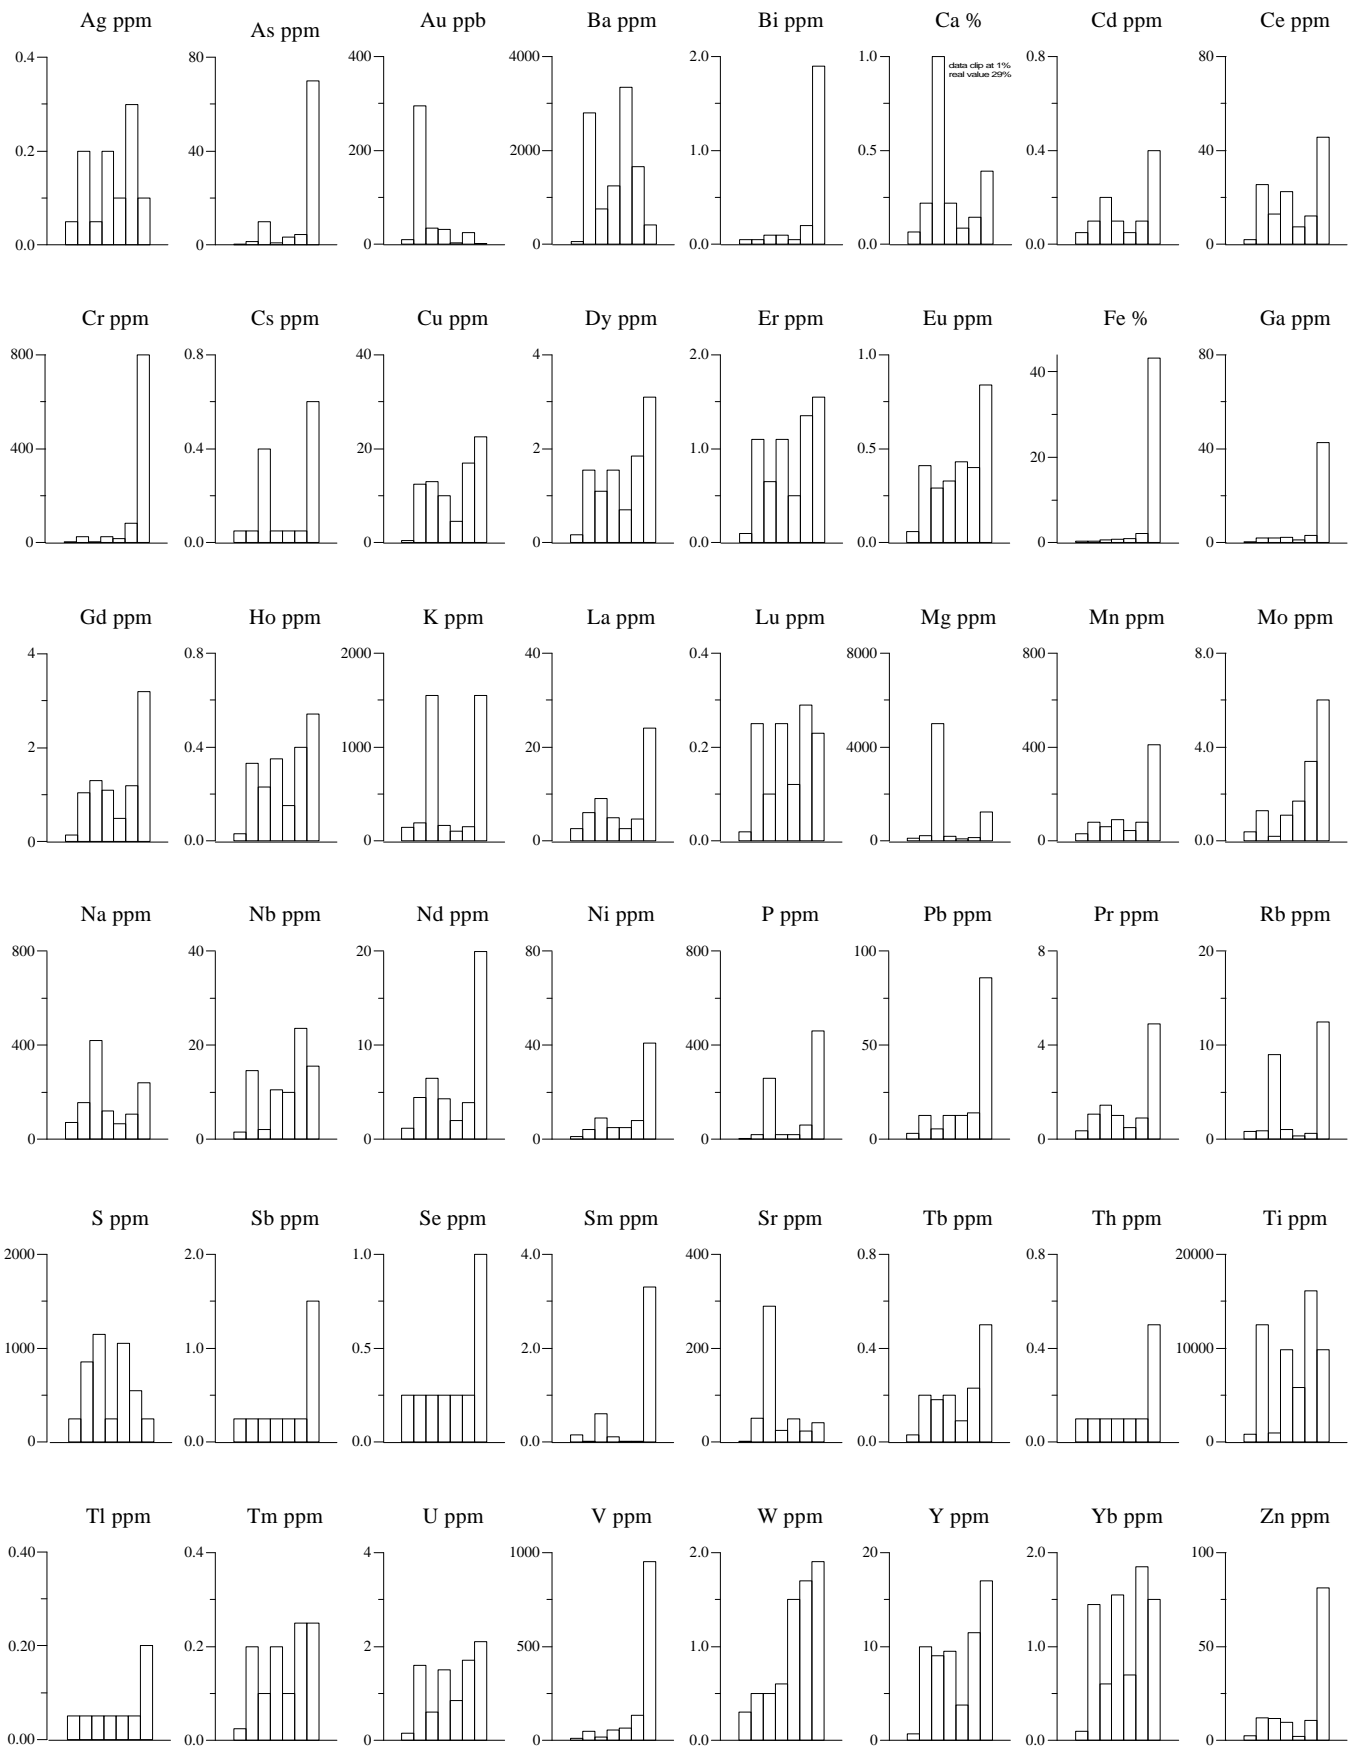 Ag ppm
As ppm
Au ppb
Ba ppm
Bi ppm
Ca %
Cd ppm
Ce ppm
0.4
0.2
0.0
80
40
0
400
200
0
4000
2000
0
2.0
1.0
0.0
1.0
0.5
0.0
data clip at 1%
real value 29%
0.8
0.4
0.0
80
40
0
Cr ppm
Cs ppm
Cu ppm
Dy ppm
Er ppm
Eu ppm
Fe %
Ga ppm
800
400
0
0.8
0.4
0.0
40
20
0
4
2
0
2.0
1.0
0.0
1.0
0.5
0.0
40
20
0
80
40
0
Gd ppm
Ho ppm
K ppm
La ppm
Lu ppm
Mg ppm
Mn ppm
Mo ppm
4
2
0
0.8
0.4
0.0
2000
1000
0
40
20
0
0.4
0.2
0.0
8000
4000
0
800
400
0
8.0
4.0
0.0
Na ppm
Nb ppm
Nd ppm
Ni ppm
P ppm
Pb ppm
Pr ppm
Rb ppm
800
400
0
40
20
0
20
10
0
80
40
0
800
400
0
100
50
0
8
4
0
20
10
0
S ppm
Sb ppm
Se ppm
Sm ppm
Sr ppm
Tb ppm
Th ppm
Ti ppm
2000
1000
0
2.0
1.0
0.0
1.0
0.5
0.0
4.0
2.0
0.0
400
200
0
0.8
0.4
0.0
0.8
0.4
0.0
20000
10000
0
Tl ppm
Tm ppm
U ppm
V ppm
W ppm
Y ppm
Yb ppm
Zn ppm
0.40
0.20
0.00
0.4
0.2
0.0
4
2
0
1000
500
0
2.0
1.0
0.0
20
10
0
2.0
1.0
0.0
100
50
0